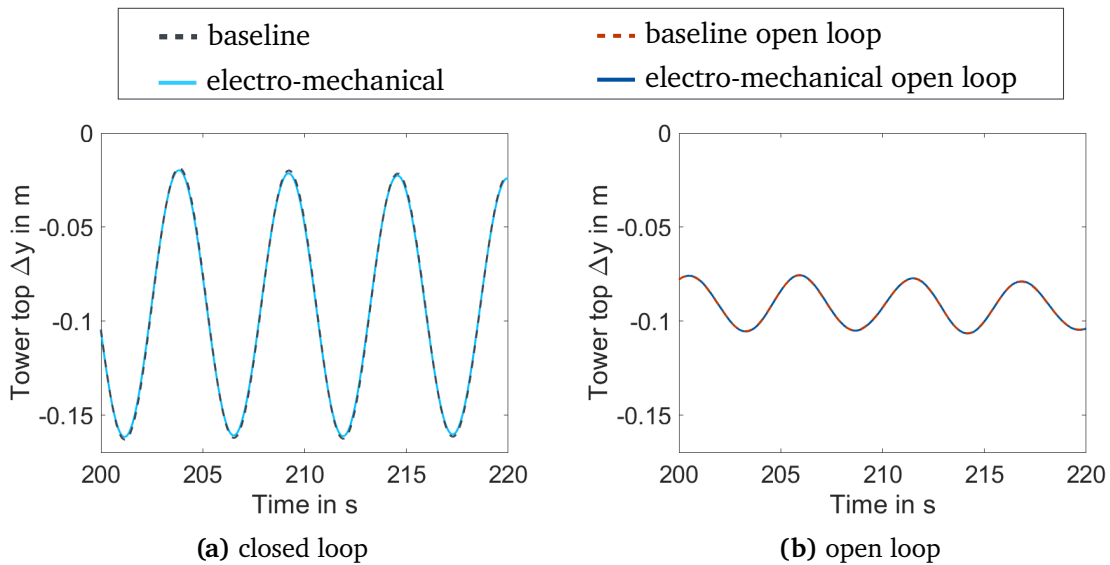 baseline
baseline open loop
electro-mechanical
electro-mechanical open loop
0
-0.05
-0.1
-0.15
Tower top Δy in m
200
205
210
215
220
Time in s
(a) closed loop
0
-0.05
-0.1
-0.15
Tower top Δy in m
200
205
210
215
220
Time in s
(b) open loop